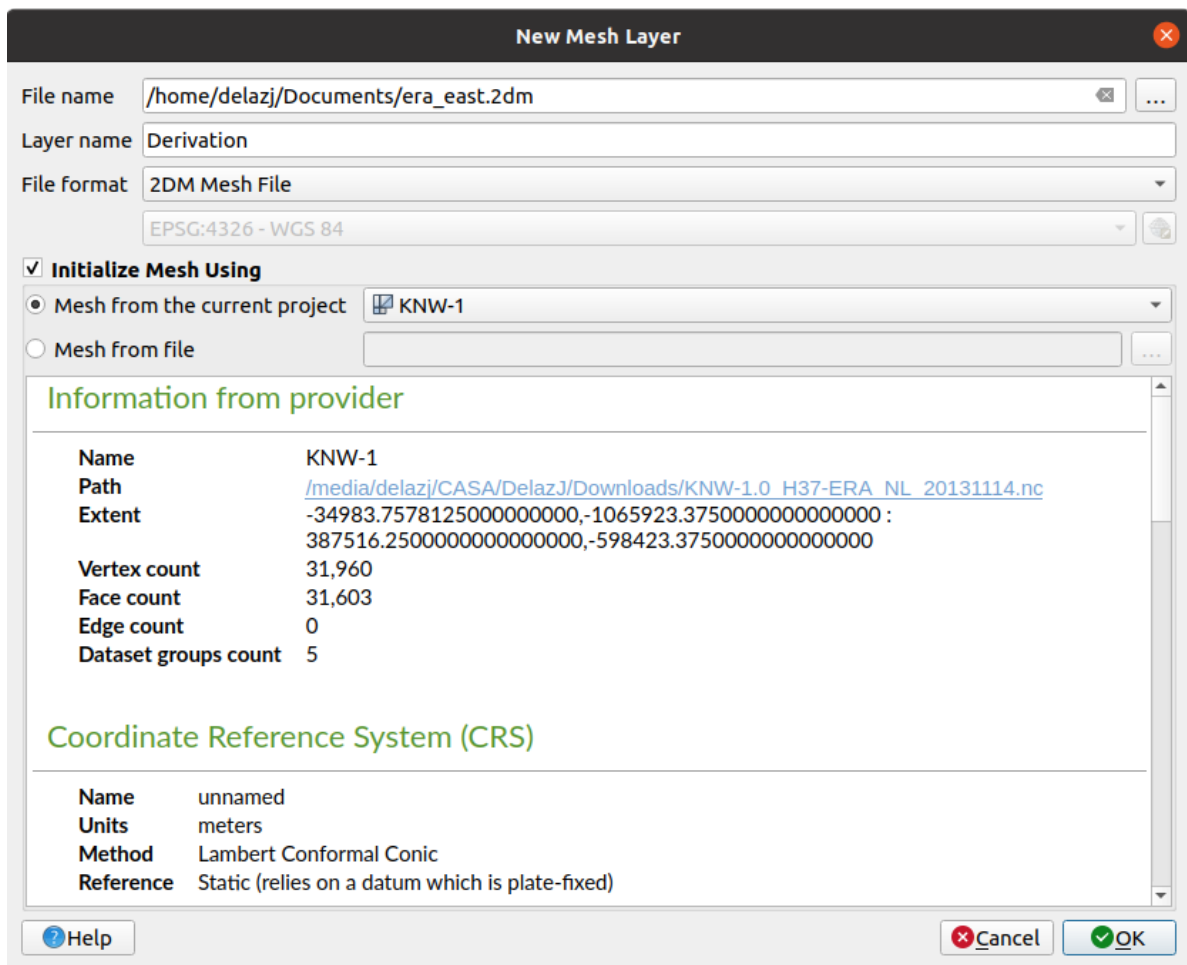 New Mesh Layer
File name /home/delazj/Documents/era_east.2dm ...
Layer name Derivation
File format 2DM Mesh File
EPSG:4326 - WGS 84
Initialize Mesh Using
Mesh from the current project KNW-1
Mesh from file ...
Information from provider
Name KNW-1
Path /media/delazj/CASA/DelazJ/Downloads/KNW-1.0_H37-ERA_NL_20131114.nc
Extent -34983.7578125000000000,-1065923.3750000000000000 :
387516.2500000000000000,-598423.3750000000000000
Vertex count 31,960
Face count 31,603
Edge count 0
Dataset groups count 5
Coordinate Reference System (CRS)
Name unnamed
Units meters
Method Lambert Conformal Conic
Reference Static (relies on a datum which is plate-fixed)
Help Cancel OK